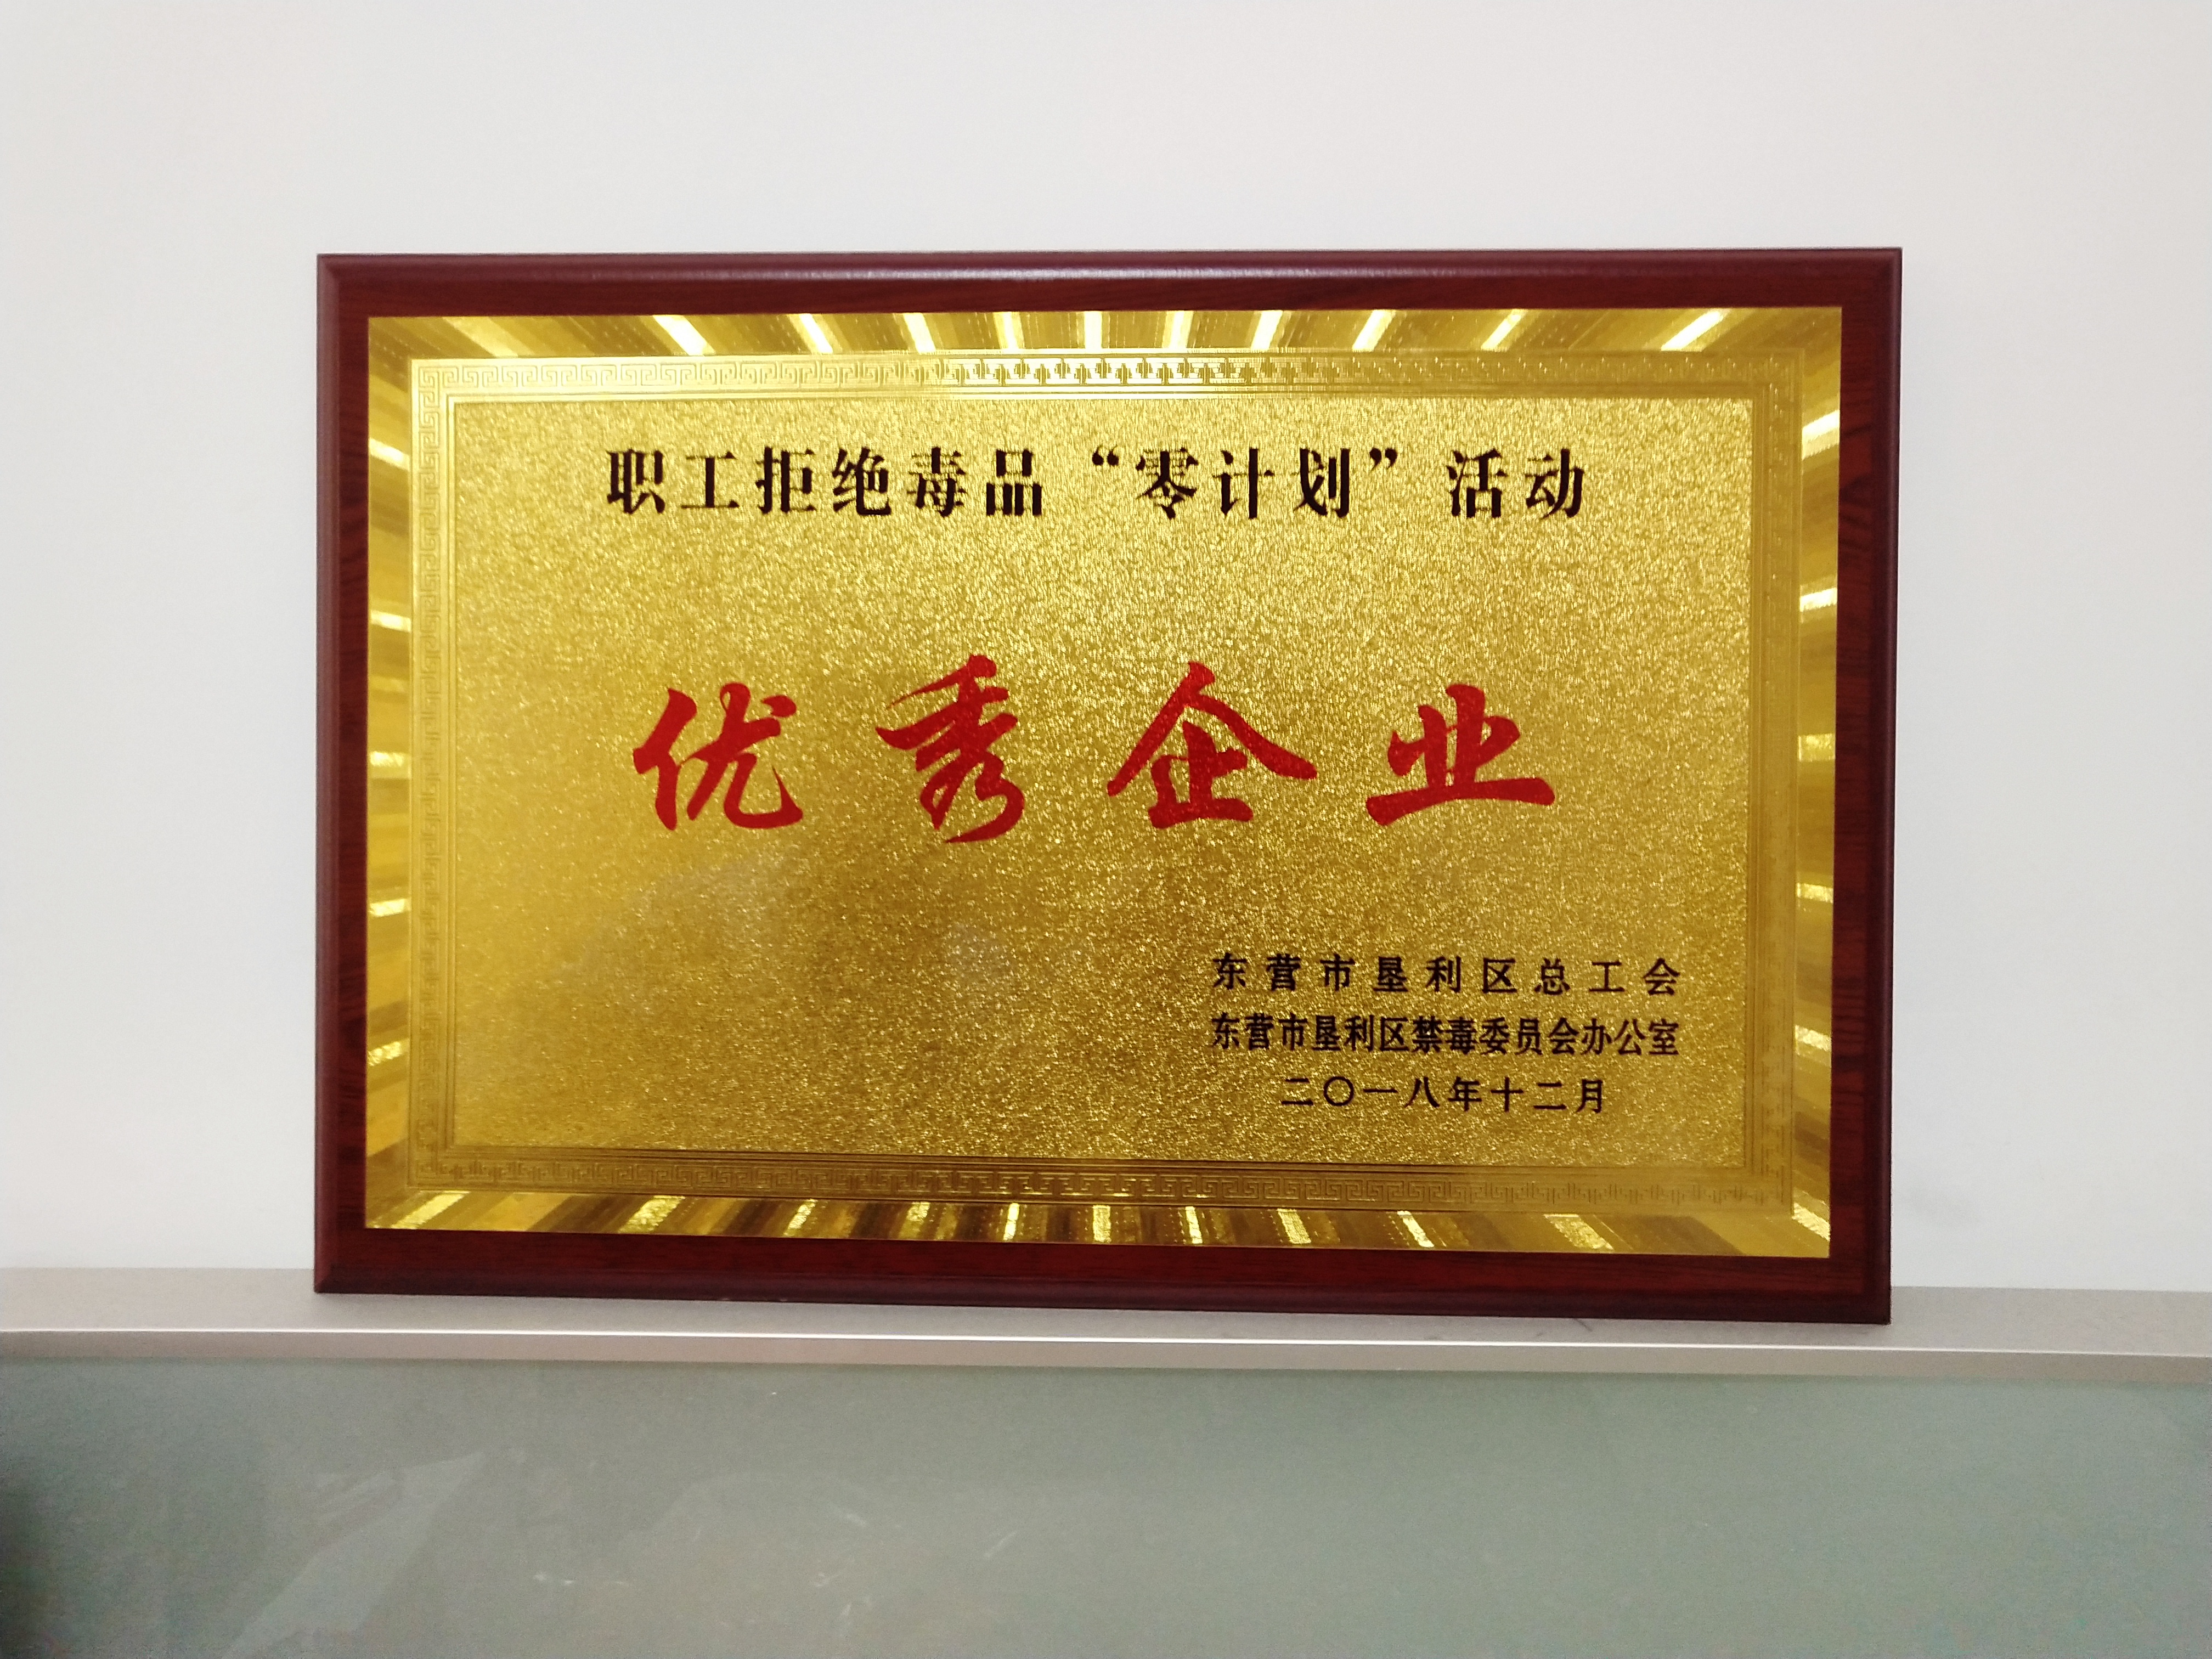 职工拒绝毒品“零计划”活动
优秀企业
东营市垦利区总工会
东营市垦利区禁毒委员会办公室
二〇一八年十二月